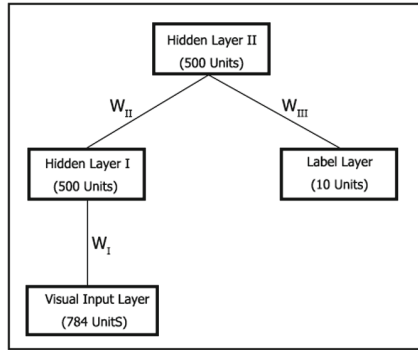 Hidden Layer II
(500 Units)
W_II
W_III
Hidden Layer I
(500 Units)
Label Layer
(10 Units)
W_I
Visual Input Layer
(784 UnitS)